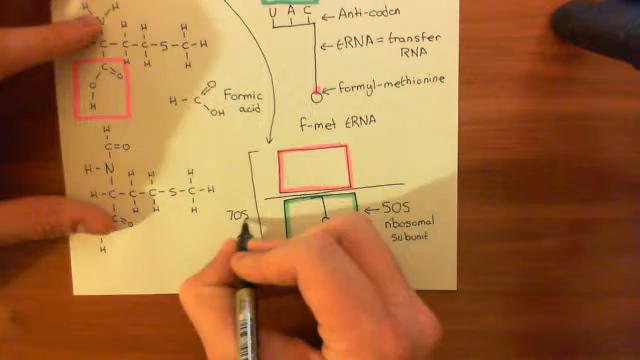 U A C
Anti-codon
tRNA = transfer
RNA
formyl-methionine
f-met tRNA
H H
N
H-C-C-C-S-C-H
H H H
C=O
O
H
H-C
O
OH
Formic
acid
H
C=O
H-N
H H H
H-C-C-C-S-C-H
H H H
C=O
H
70S
50S
ribosomal
subunit